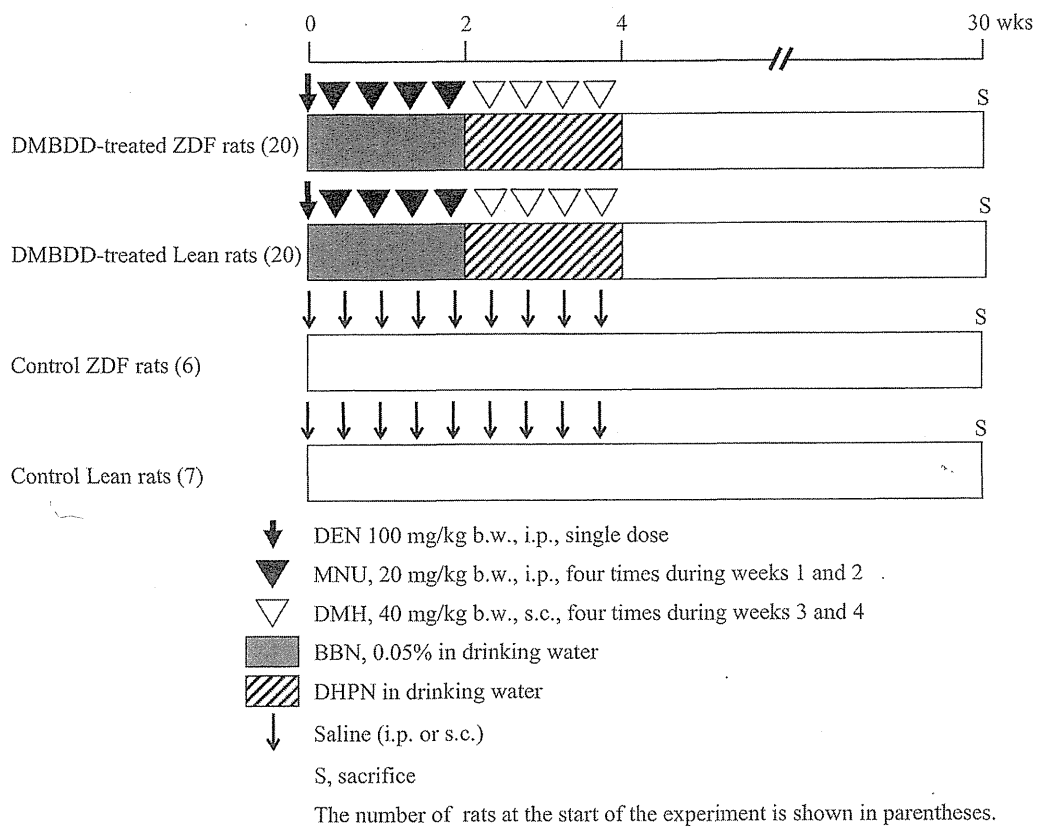 0 2 4 30 wks
S
DMBDD-treated ZDF rats (20)
S
DMBDD-treated Lean rats (20)
S
Control ZDF rats (6)
S
Control Lean rats (7)
DEN 100 mg/kg b.w., i.p., single dose
MNU, 20 mg/kg b.w., i.p., four times during weeks 1 and 2
DMH, 40 mg/kg b.w., s.c., four times during weeks 3 and 4
BBN, 0.05% in drinking water
DHPN in drinking water
Saline (i.p. or s.c.)
S, sacrifice
The number of rats at the start of the experiment is shown in parentheses.